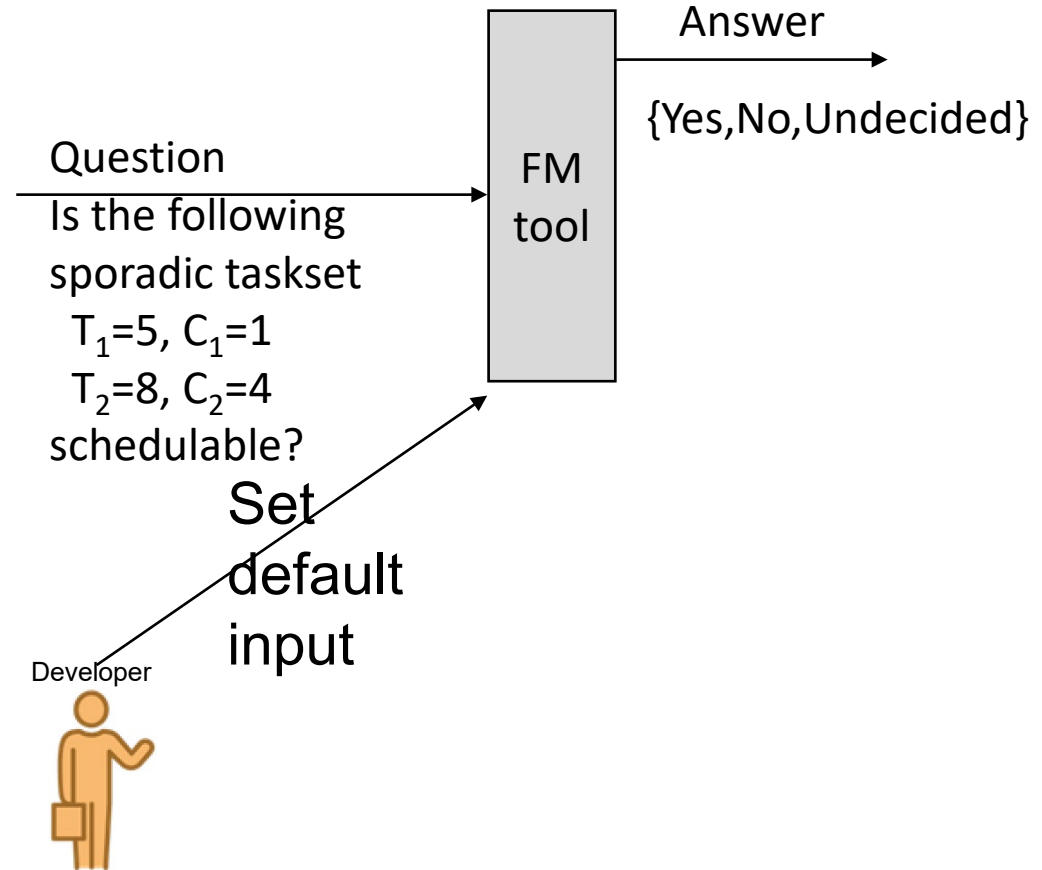 Answer
{Yes,No,Undecided}
Question
Is the following
sporadic taskset
T₁=5, C₁=1
T₂=8, C₂=4
schedulable?
FM
tool
Set
default
input
Developer